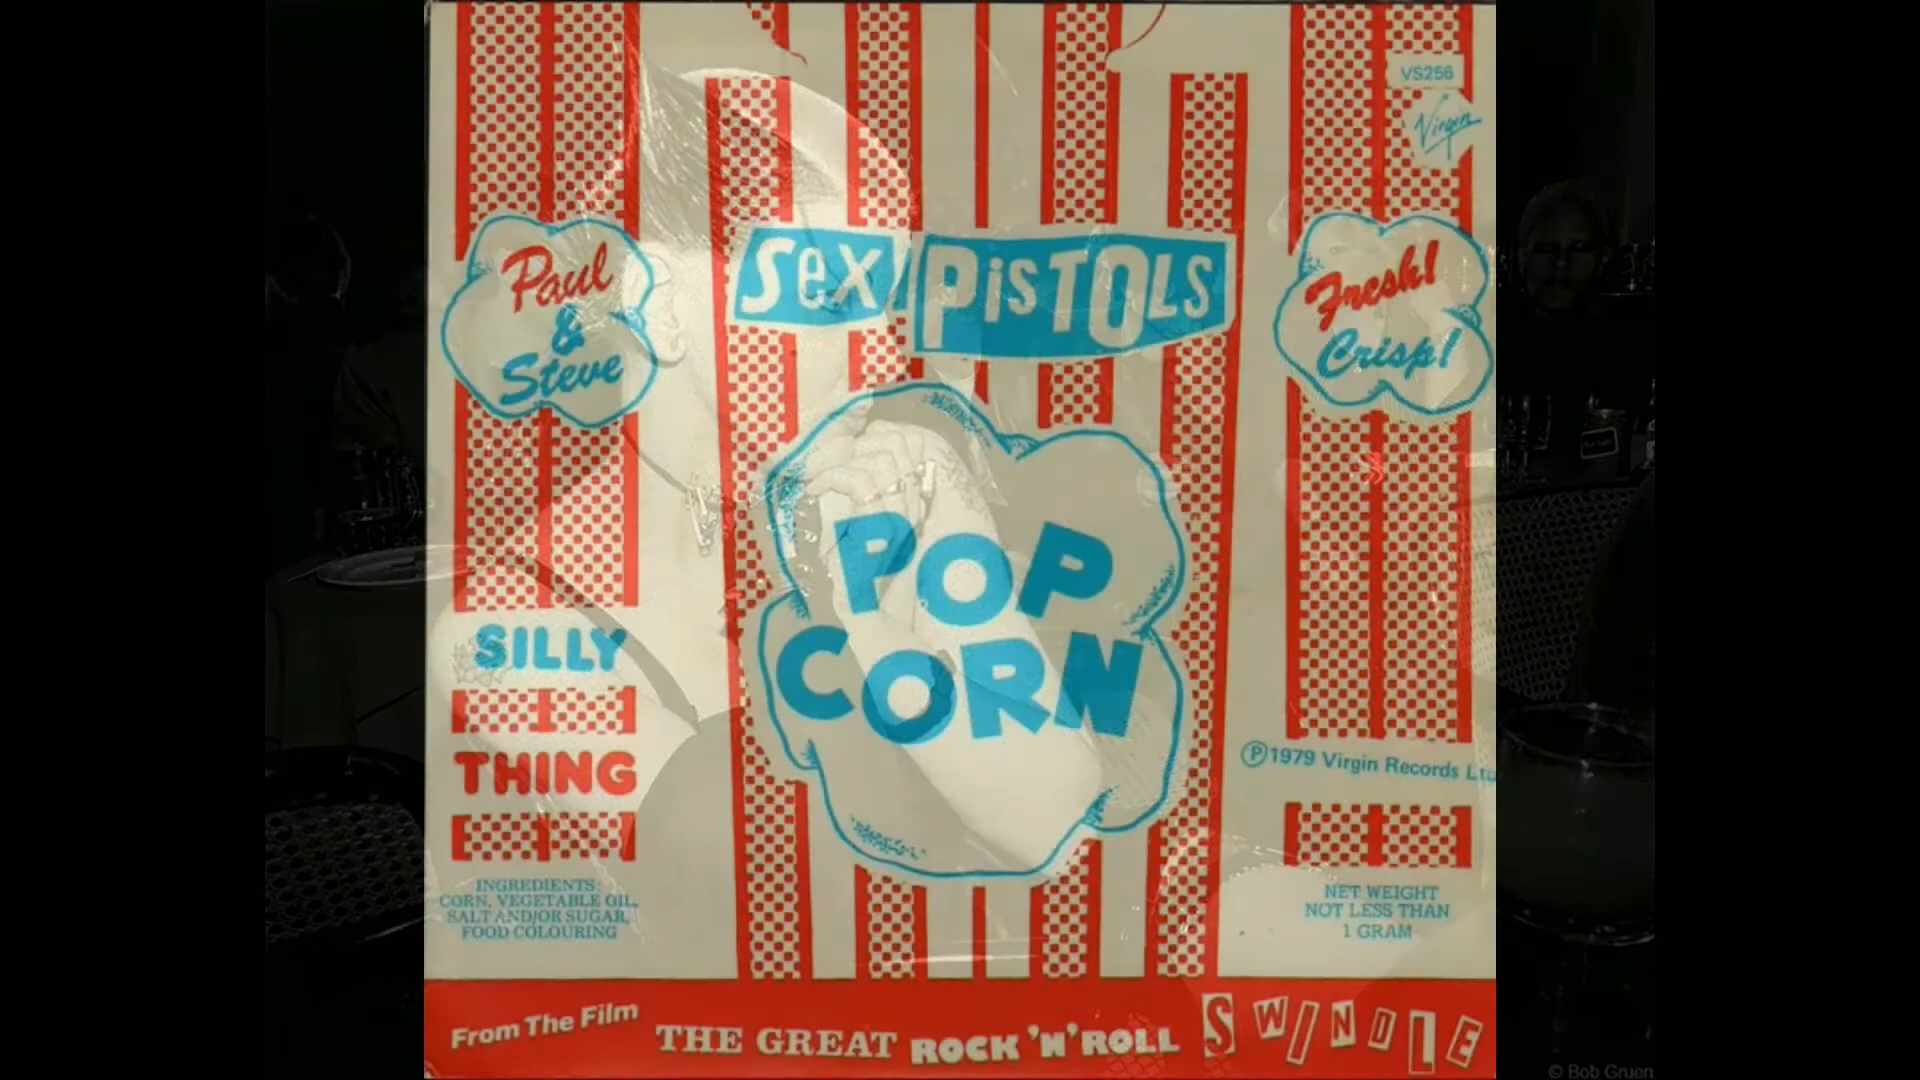 VS256
Virgin
Paul
&
Steve
SEX PISTOLS
Fresh!
Crisp!
POP
CORN
SILLY
THING
Ⓟ1979 Virgin Records Ltd
INGREDIENTS:
CORN, VEGETABLE OIL,
SALT AND/OR SUGAR,
FOOD COLOURING
NET WEIGHT
NOT LESS THAN
1 GRAM
From The Film THE GREAT ROCK 'N' ROLL SWINDLE
© Bob Gruen